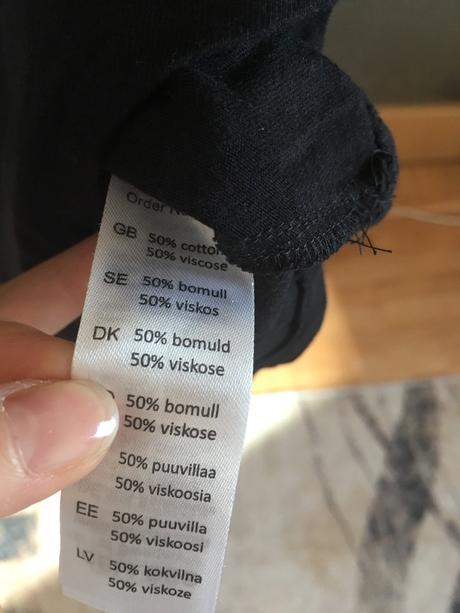 Order
GB 50% cotto
50% viscose
SE 50% bomull
50% viskos
DK 50% bomuld
50% viskose
50% bomull
50% viskose
50% puuvillaa
50% viskoosia
EE 50% puuvilla
50% viskoosi
LV 50% kokvilna
50% viskoze